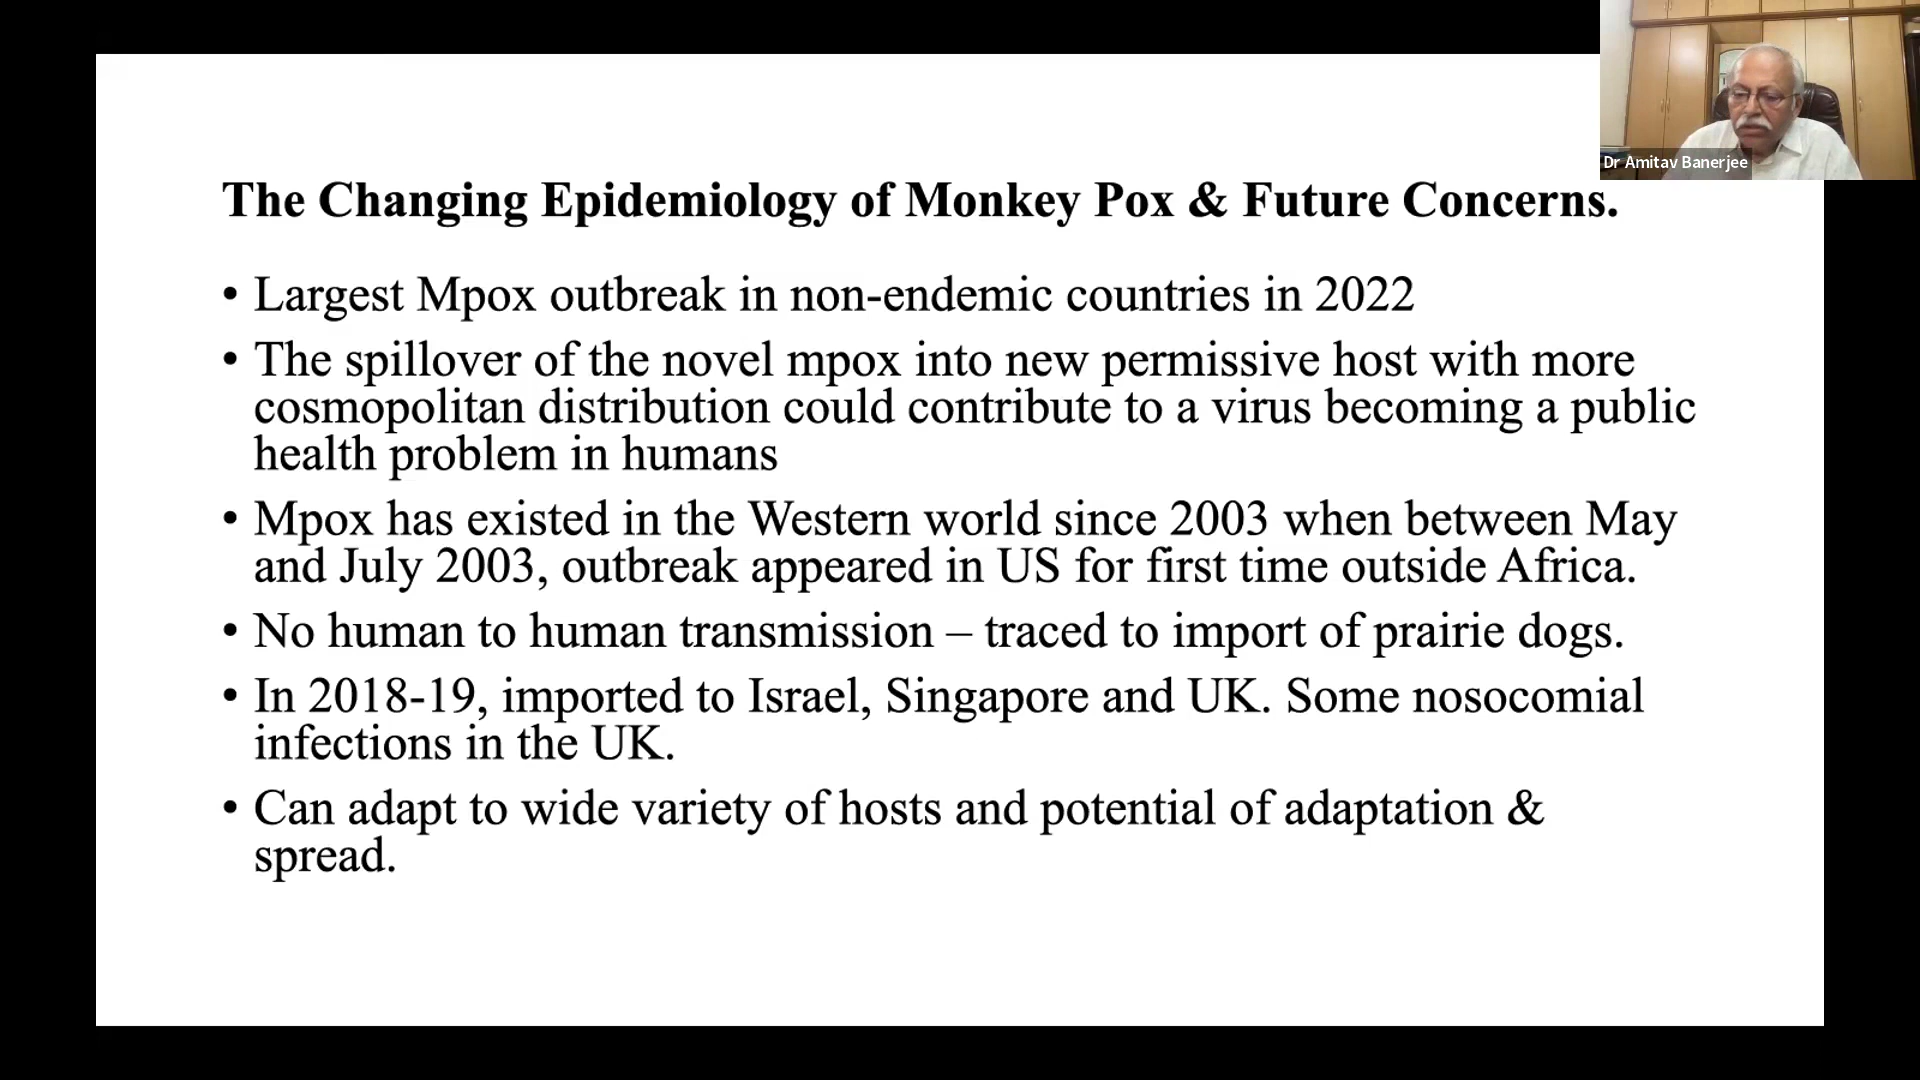 Dr Amitav Banerjee
The Changing Epidemiology of Monkey Pox & Future Concerns.
• Largest Mpox outbreak in non-endemic countries in 2022
• The spillover of the novel mpox into new permissive host with more
cosmopolitan distribution could contribute to a virus becoming a public
health problem in humans
• Mpox has existed in the Western world since 2003 when between May
and July 2003, outbreak appeared in US for first time outside Africa.
• No human to human transmission – traced to import of prairie dogs.
• In 2018-19, imported to Israel, Singapore and UK. Some nosocomial
infections in the UK.
• Can adapt to wide variety of hosts and potential of adaptation &
spread.